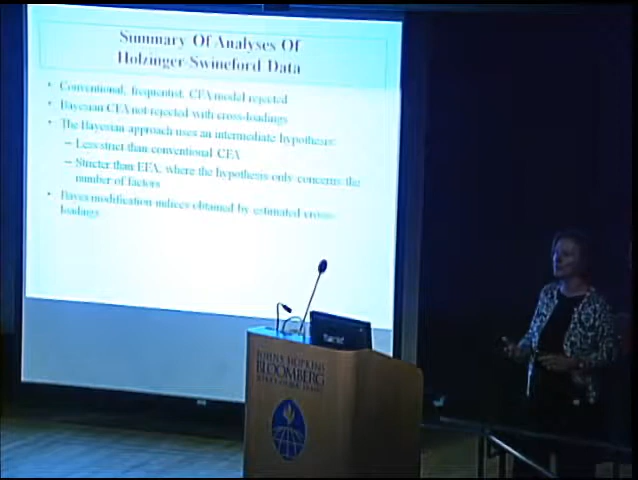 Summary Of Analyses Of
Holzinger-Swineford Data
• Conventional, frequentist, CFA model rejected
• Bayesian CFA not rejected with cross-loadings
• The Bayesian approach uses an intermediate hypothesis:
– Less strict than conventional CFA
– Stricter than EFA, where the hypothesis only concerns the
number of factors
• Bayes modification indices obtained by estimated cross-
loadings
JOHNS HOPKINS
BLOOMBERG